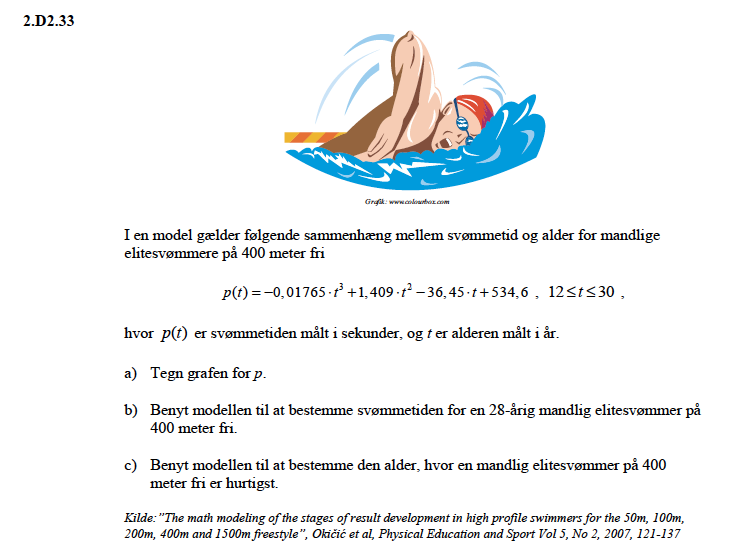 2.D2.33
Grafik: www.colourbox.com
I en model gælder følgende sammenhæng mellem svømmetid og alder for mandlige
elitesvømmere på 400 meter fri
p(t) = −0,01765·t³ +1,409·t² −36,45·t+534,6 , 12≤t≤30 ,
hvor p(t) er svømmetiden målt i sekunder, og t er alderen målt i år.
a) Tegn grafen for p.
b) Benyt modellen til at bestemme svømmetiden for en 28-årig mandlig elitesvømmer på
400 meter fri.
c) Benyt modellen til at bestemme den alder, hvor en mandlig elitesvømmer på 400
meter fri er hurtigst.
Kilde: ”The math modeling of the stages of result development in high profile swimmers for the 50m, 100m,
200m, 400m and 1500m freestyle”, Okičić et al, Physical Education and Sport Vol 5, No 2, 2007, 121-137